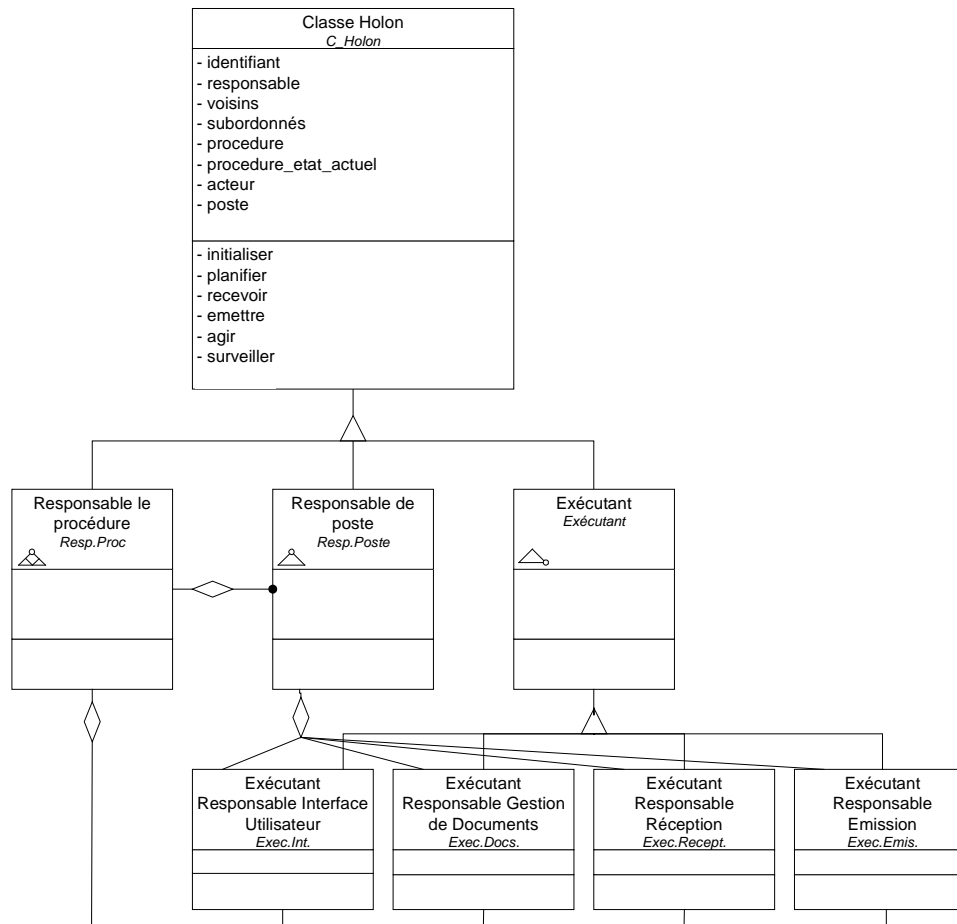 Classe Holon
C_Holon
- identifiant
- responsable
- voisins
- subordonnés
- procedure
- procedure_etat_actuel
- acteur
- poste
- initialiser
- planifier
- recevoir
- emettre
- agir
- surveiller
Responsable le
procédure
Resp.Proc
Responsable de
poste
Resp.Poste
Exécutant
Exécutant
Exécutant
Responsable Interface
Utilisateur
Exec.Int.
Exécutant
Responsable Gestion
de Documents
Exec.Docs.
Exécutant
Responsable
Réception
Exec.Recept.
Exécutant
Responsable
Emission
Exec.Emis.